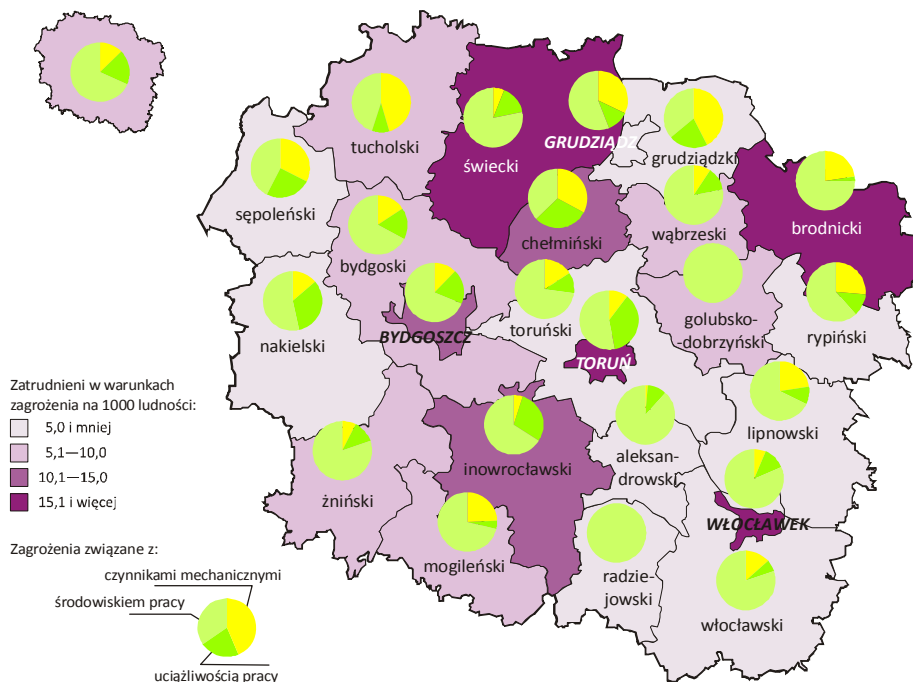 tucholski
świecki
GRUDZIĄDZ
grudziądzki
sępoleński
chełmiński
wąbrzeski
brodnicki
bydgoski
nakielski
BYDGOSZCZ
toruński
TORUŃ
golubsko-
-dobrzyński
rypiński
Zatrudnieni w warunkach
zagrożenia na 1000 ludności:
5,0 i mniej
5,1—10,0
10,1—15,0
15,1 i więcej
żniński
inowrocławski
aleksan-
drowski
lipnowski
WŁOCŁAWEK
mogileński
radzie-
jowski
włocławski
Zagrożenia związane z:
czynnikami mechanicznymi
środowiskiem pracy
uciążliwością pracy